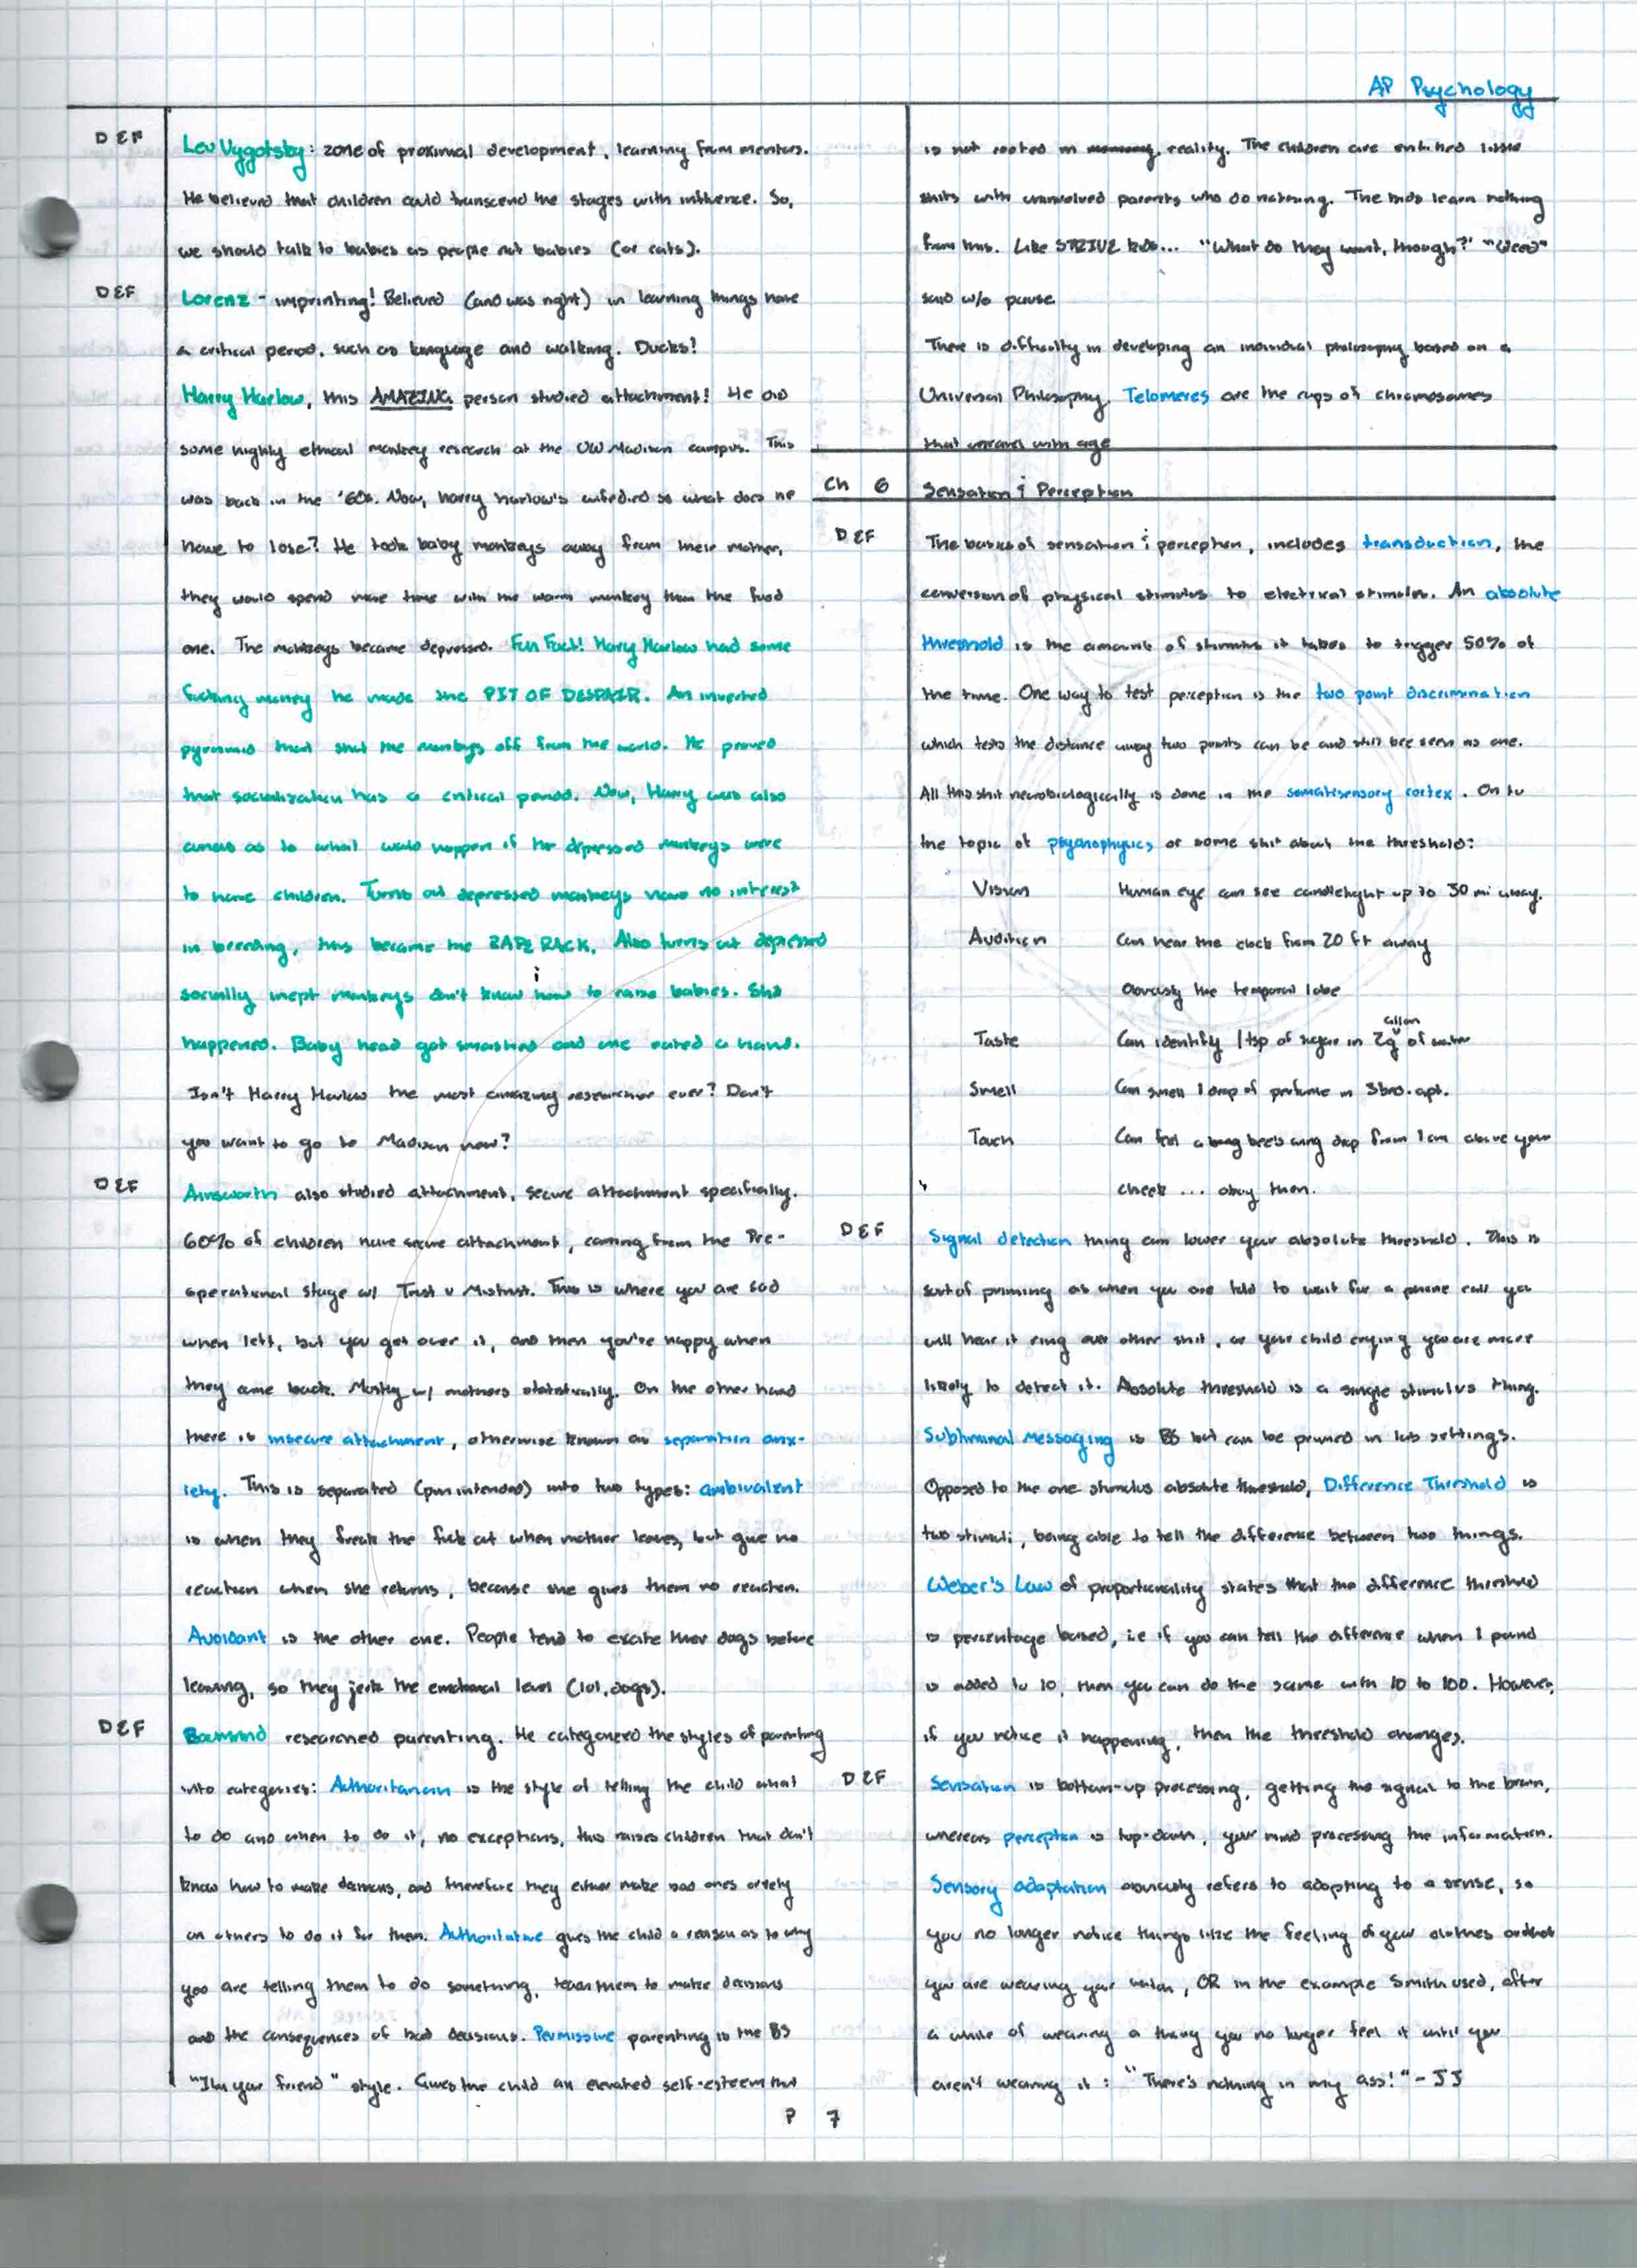 AP Psychology
DEF
Lev Vygotsky: zone of proximal development, learning from mentors.
He believed that children could transcend the stages with influence. So,
we should talk to babies as people not babies (or cats).
DEF
Lorenz - imprinting! Believed (and was right) in learning things have
a critical period, such as language and walking. Ducks!
Harry Harlow, this AMAZING person studied attachment! He did
some highly ethical monkey research at the UW Madison campus. This
was back in the '60s. Now, harry harlow's wife died so what does he
have to lose? He took baby monkeys away from their mother,
they would spend more time with the warm monkey than the food
one. The monkeys became depressed. Fun Fact! Harry Harlow had some
fucking money he made the PIT OF DESPAIR. An inverted
pyramid that shut the monkeys off from the world. He proved
that socialization has a critical period. Now, Harry was also
curious as to what would happen if the depressed monkeys were
to have children. Turns out depressed monkeys have no interest
in breeding, thus became the RAPE RACK. Also turns out depressed
socially inept monkeys don't know how to raise babies. Shit
happened. Baby head got smashed and one eated a hand.
Isn't Harry Harlow the most amazing researcher ever? Don't
you want to go to Madison now?
DEF
Ainsworth also studied attachment, secure attachment specifically.
60% of children have secure attachment, coming from the Pre-
operational Stage w/ Trust v Mistrust. This is where you are sad
when left, but you get over it, and then you're happy when
they come back. Mostly w/ mothers statistically. On the other hand
there is insecure attachment, otherwise known as separation anx-
iety. This is separated (pun intended) into two types: ambivalent
is when they freak the fuck out when mother leaves, but give no
reaction when she returns, because she gives them no reaction.
Avoidant is the other one. People tend to excite their dogs before
leaving, so they jerk the emotional level (lol, dogs).
DEF
Baumrind researched parenting. He categorized the styles of parenting
into categories: Authoritarian is the style of telling the child what
to do and when to do it, no exceptions, this raises children that don't
know how to make decisions, and therefore they either make bad ones or rely
on others to do it for them. Authoritative gives the child a reason as to why
you are telling them to do something, teach them to make decisions
and the consequences of bad decisions. Permissive parenting is the BS
"I'm your friend" style. Gives the child an elevated self-esteem that
is not rooted in reality. The children are entitled little
shits with uninvolved parents who do nothing. The kids learn nothing
from this. Like STRIVE kids... "What do they want, though?" "Weed"
said w/o pause
There is difficulty in developing an individual philosophy based on a
Universal Philosophy. Telomeres are the caps of chromosomes
that unravel with age
Ch 6 Sensation & Perception
DEF
The basics of sensation & perception, includes transduction, the
conversion of physical stimulus to electrical stimulus. An absolute
threshold is the amount of stimulus it takes to trigger 50% of
the time. One way to test perception is the two point discrimination
which tests the distance away two points can be and still bee seen as one.
All this shit neurobiologically is done in the somatisensory cortex. On to
the topic of psychophysics or some shit about the threshold:
Vision Human eye can see candlelight up to 30 mi away.
Audition Can hear the clock from 20 ft away
Obviously the temporal lobe
Taste Can identify 1 tsp of sugar in 2gallon of water
Smell Can smell 1 drop of perfume in 3 bro. apt.
Touch Can feel a bee's wing drop from 1 cm above your
cheek ... okay then.
DEF
Signal detection thing can lower your absolute threshold. This is
sort of priming as when you are told to wait for a phone call you
will hear it ring over other shit, or your child crying you are more
likely to detect it. Absolute threshold is a single stimulus thing.
Subliminal Messaging is BS but can be primed in lab settings.
Opposed to the one stimulus absolute threshold, Difference Threshold is
two stimuli, being able to tell the difference between two things.
Weber's Law of proportionality states that the difference threshold
is percentage based, i.e if you can tell the difference when 1 pound
is added to 10, then you can do the same with 10 to 100. However,
if you notice it happening, then the threshold changes.
DEF
Sensation is bottom-up processing, getting the signal to the brain,
whereas perception is top-down, your mind processing the information.
Sensory adaptation obviously refers to adapting to a sense, so
you no longer notice things like the feeling of your clothes or that
you are wearing your watch, OR in the example Smith used, after
a while of wearing a thong you no longer feel it until you
aren't wearing it: "There's nothing in my ass!" - JJ
P 7